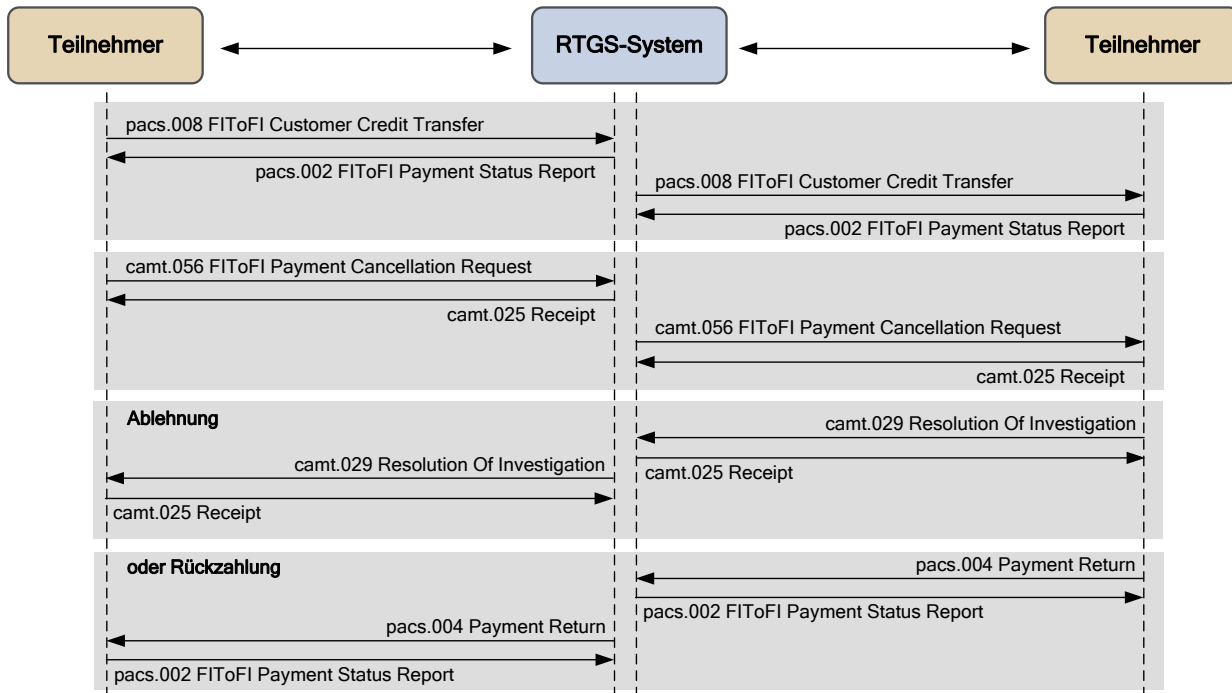 Teilnehmer
RTGS-System
Teilnehmer
pacs.008 FIToFI Customer Credit Transfer
pacs.002 FIToFI Payment Status Report
pacs.008 FIToFI Customer Credit Transfer
pacs.002 FIToFI Payment Status Report
camt.056 FIToFI Payment Cancellation Request
camt.025 Receipt
camt.056 FIToFI Payment Cancellation Request
camt.025 Receipt
Ablehnung
camt.029 Resolution Of Investigation
camt.025 Receipt
camt.029 Resolution Of Investigation
camt.025 Receipt
oder Rückzahlung
pacs.004 Payment Return
pacs.002 FIToFI Payment Status Report
pacs.004 Payment Return
pacs.002 FIToFI Payment Status Report